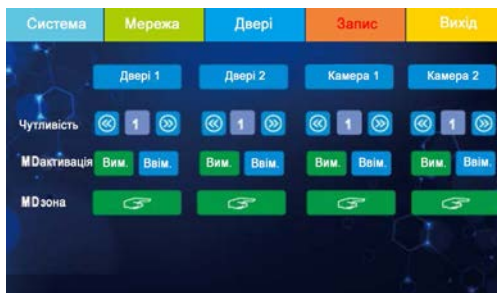 Система Мережа Двері Запис Вихід
Двері 1 Двері 2 Камера 1 Камера 2
Чутливість 1 1 1 1
MDактивація Вим. Ввім. Вим. Ввім. Вим. Ввім. Вим. Ввім.
MDзона